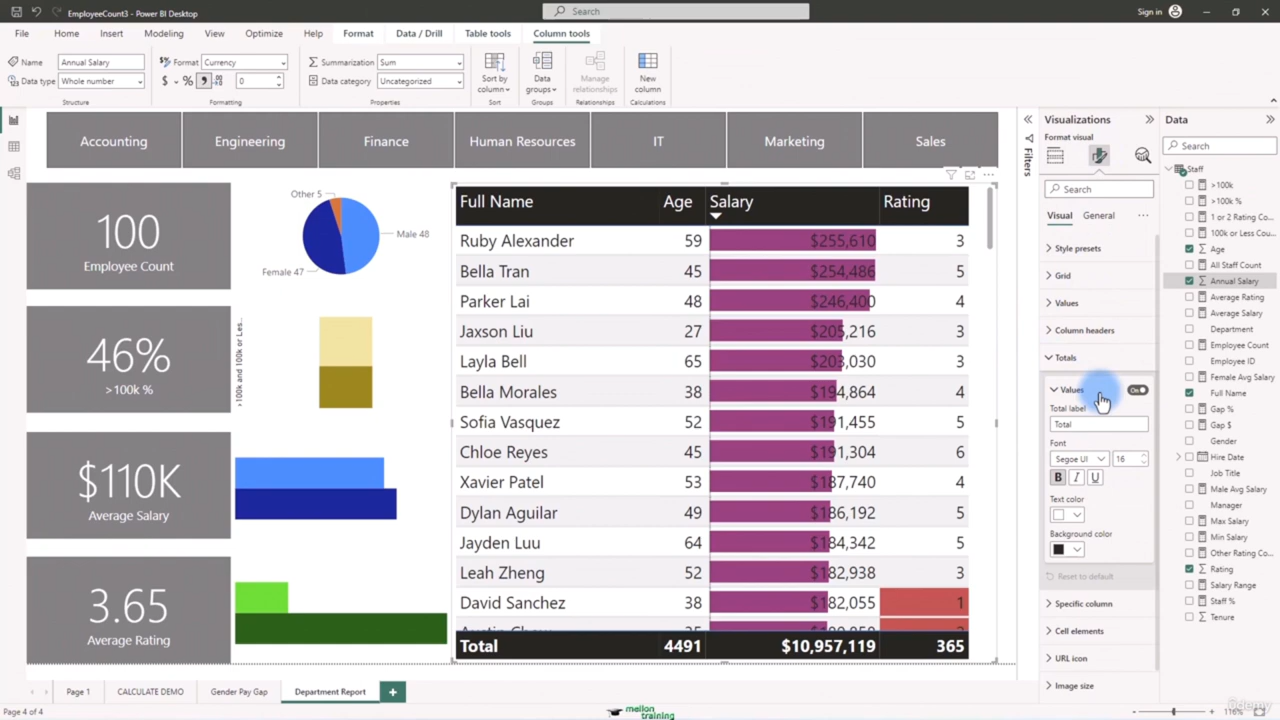 EmployeeCount3 - Power BI Desktop
Search
Sign in
File Home Insert Modeling View Optimize Help Format Data / Drill Table tools Column tools
Name Annual Salary
Data type Whole number
Structure
Format Currency
$ % 0
Formatting
Summarization Sum
Data category Uncategorized
Properties
Sort by column
Sort
Data groups
Groups
Manage relationships
Relationships
New column
Calculations
Accounting Engineering Finance Human Resources IT Marketing Sales
100
Employee Count
46%
>100k %
$110K
Average Salary
3.65
Average Rating
Other 5
Male 48
Female 47
>100k and 100k or Les...
Full Name Age Salary Rating
Ruby Alexander 59 $255,610 3
Bella Tran 45 $254,486 5
Parker Lai 48 $246,400 4
Jaxson Liu 27 $205,216 3
Layla Bell 65 $203,030 3
Bella Morales 38 $194,864 4
Sofia Vasquez 52 $191,455 5
Chloe Reyes 45 $191,304 6
Xavier Patel 53 $187,740 4
Dylan Aguilar 49 $186,192 5
Jayden Luu 64 $184,342 5
Leah Zheng 52 $182,938 3
David Sanchez 38 $182,055 1
Total 4491 $10,957,119 365
Filters
Visualizations
Format visual
Search
Visual General ...
Style presets
Grid
Values
Column headers
Totals
Values On
Total label
Total
Font
Segoe UI 16
B I U
Text color
Background color
Reset to default
Specific column
Cell elements
URL icon
Image size
Data
Search
Staff
>100k
>100k %
1 or 2 Rating Co...
100k or Less Cou...
Age
All Staff Count
Annual Salary
Average Rating
Average Salary
Department
Employee Count
Employee ID
Female Avg Salary
Full Name
Gap %
Gap $
Gender
Hire Date
Job Title
Male Avg Salary
Manager
Max Salary
Min Salary
Other Rating Co...
Rating
Salary Range
Staff %
Tenure
Page 1 CALCULATE DEMO Gender Pay Gap Department Report +
Page 4 of 4
mellon training
116%
udemy